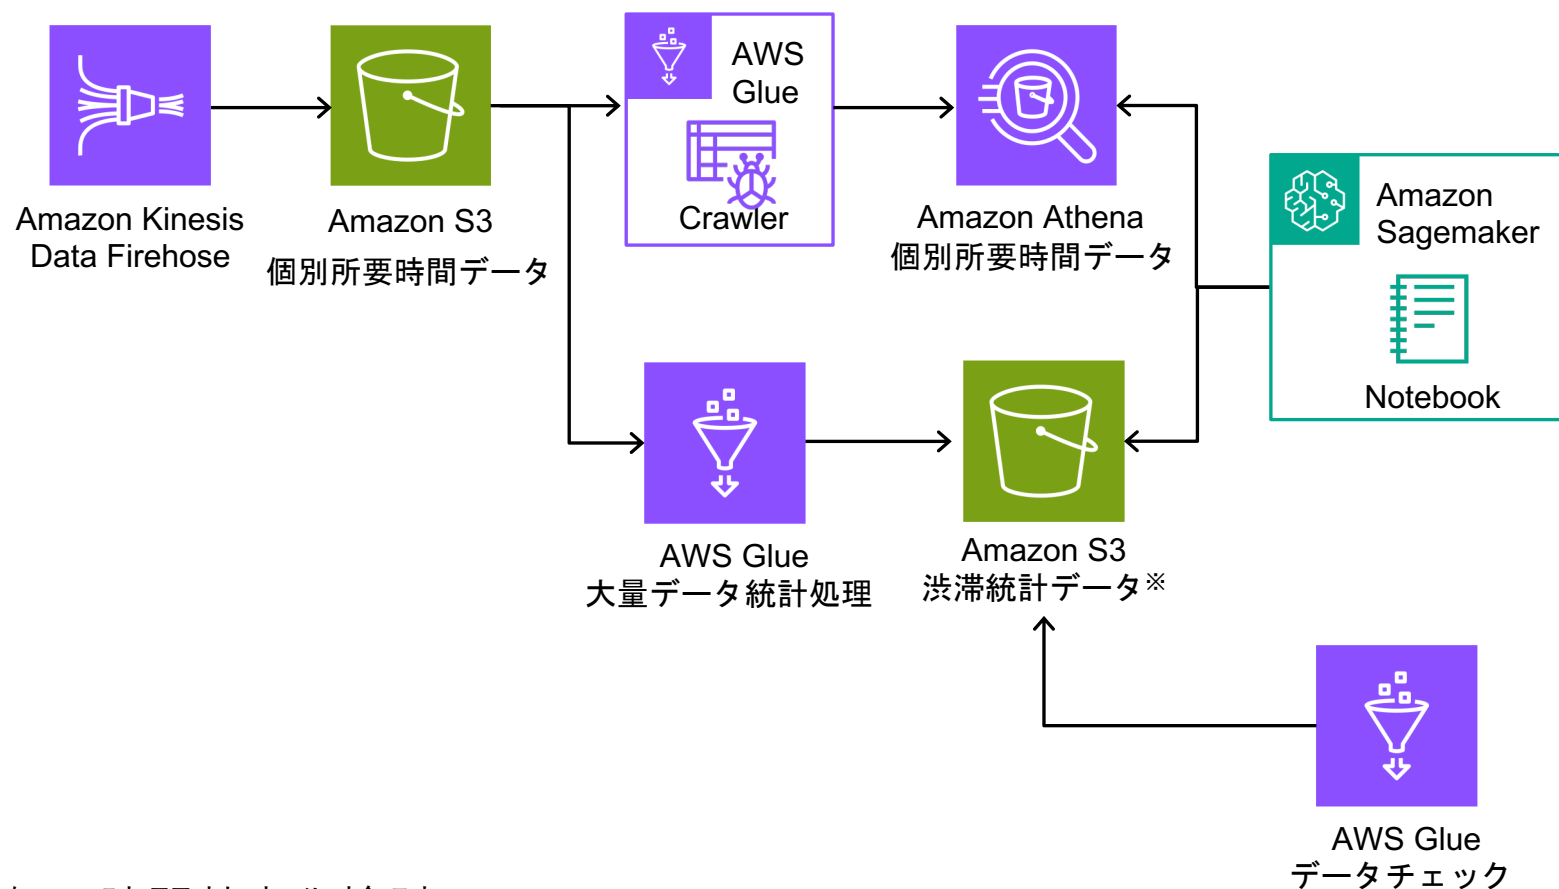 AWS
Glue
Crawler
Amazon Kinesis
Data Firehose
Amazon S3
個別所要時間データ
Amazon Athena
個別所要時間データ
Amazon
Sagemaker
Notebook
AWS Glue
大量データ統計処理
Amazon S3
渋滞統計データ※
AWS Glue
データチェック